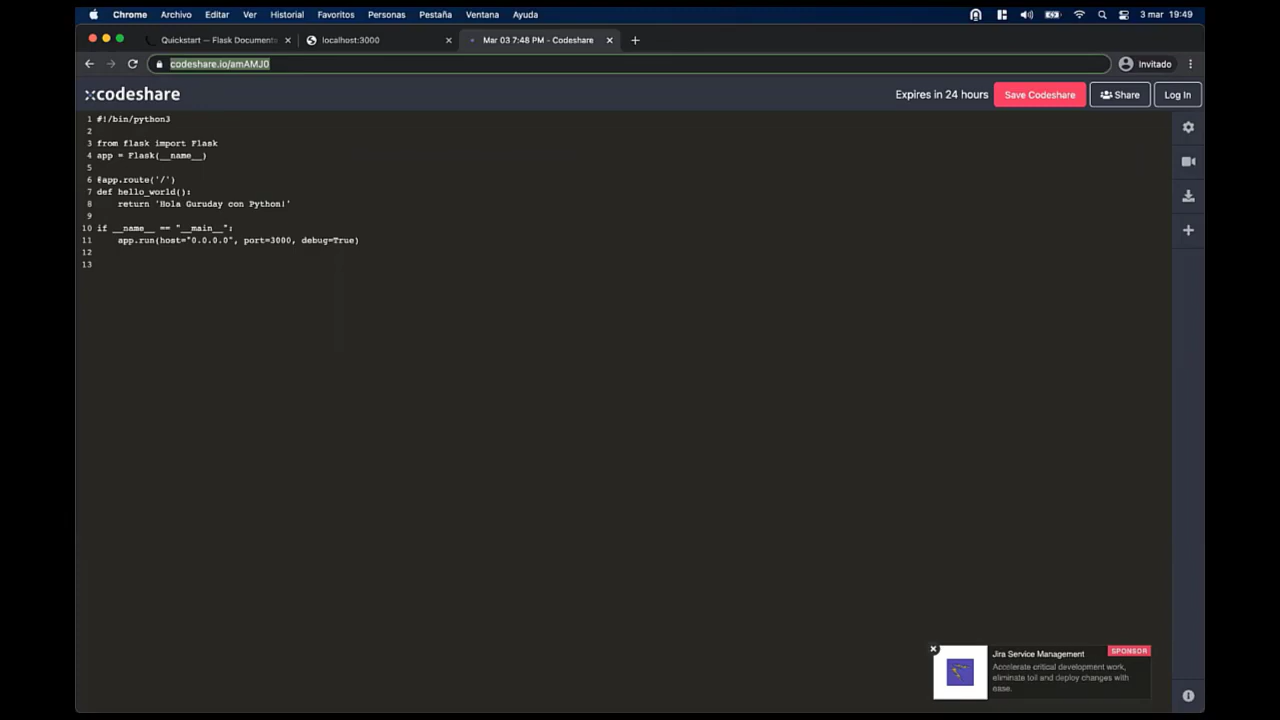 Chrome Archivo Editar Ver Historial Favoritos Personas Pestaña Ventana Ayuda 3 mar 19:49
Quickstart — Flask Documenta localhost:3000 Mar 03 7:48 PM - Codeshare
codeshare.io/amAMJ0 Invitado
codeshare Expires in 24 hours Save Codeshare Share Log In
1 #!/bin/python3
2
3 from flask import Flask
4 app = Flask(__name__)
5
6 @app.route('/')
7 def hello_world():
8 return 'Hola Guruday con Python!'
9
10 if __name__ == "__main__":
11 app.run(host="0.0.0.0", port=3000, debug=True)
12
13
Jira Service Management SPONSOR
Accelerate critical development work,
eliminate toil and deploy changes with
ease.